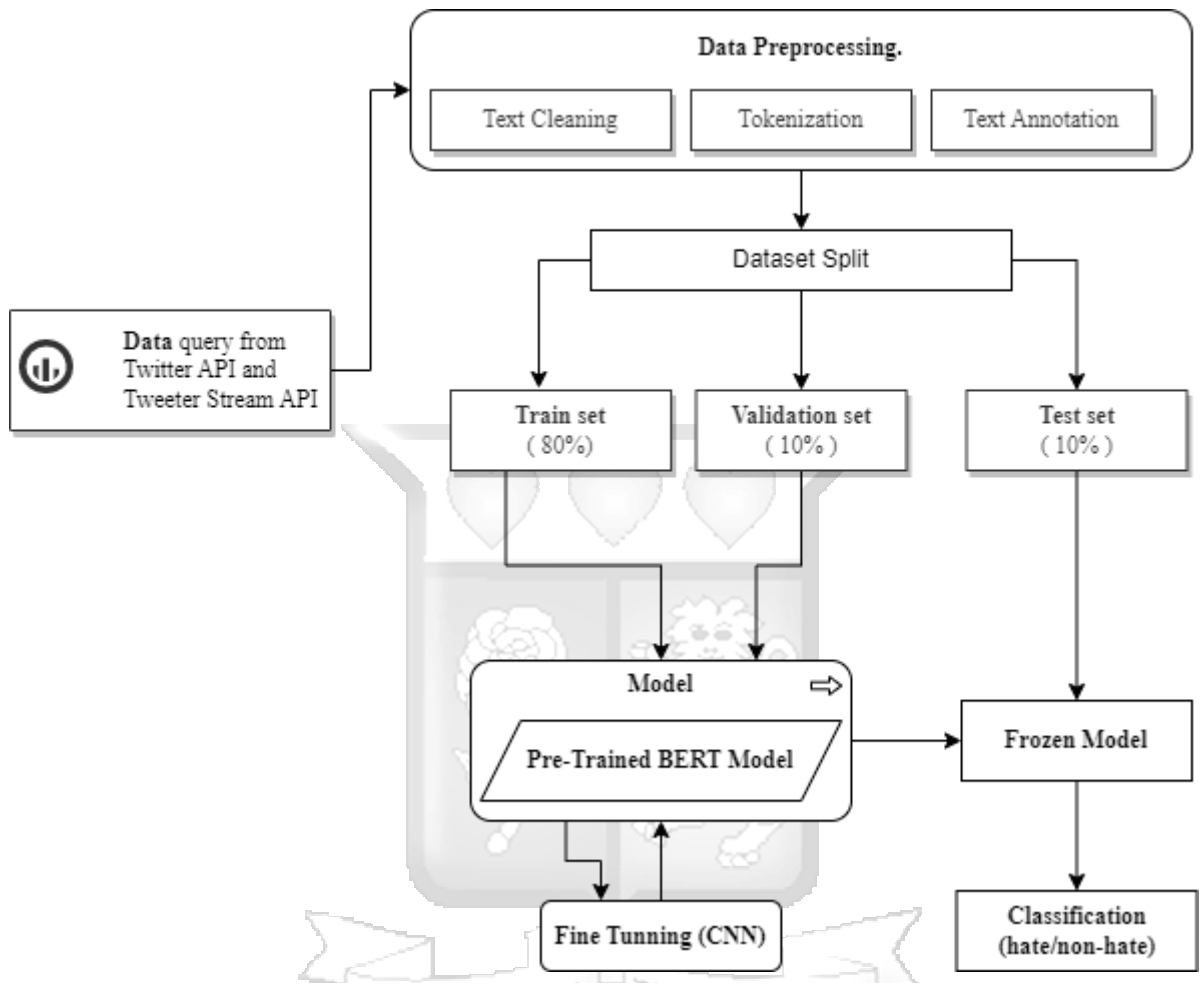 Data Preprocessing.
Text Cleaning
Tokenization
Text Annotation
Dataset Split
Data query from
Twitter API and
Tweeter Stream API
Train set
( 80%)
Validation set
( 10% )
Test set
( 10% )
Model
Pre-Trained BERT Model
Frozen Model
Fine Tunning (CNN)
Classification
(hate/non-hate)